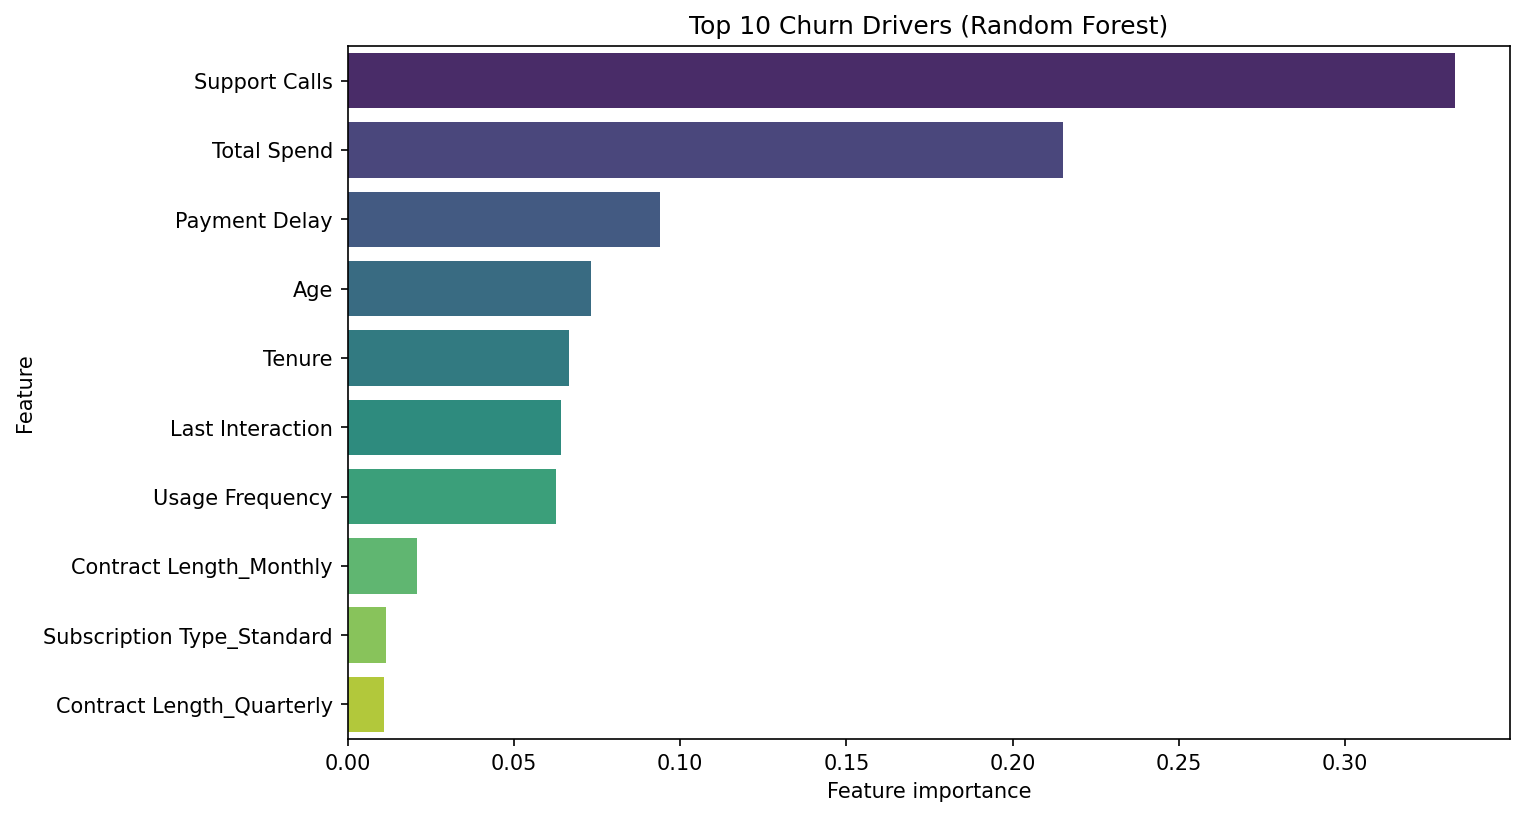 Top 10 Churn Drivers (Random Forest)
Support Calls
Total Spend
Payment Delay
Age
Tenure
Last Interaction
Usage Frequency
Contract Length_Monthly
Subscription Type_Standard
Contract Length_Quarterly
Feature
0.00 0.05 0.10 0.15 0.20 0.25 0.30
Feature importance